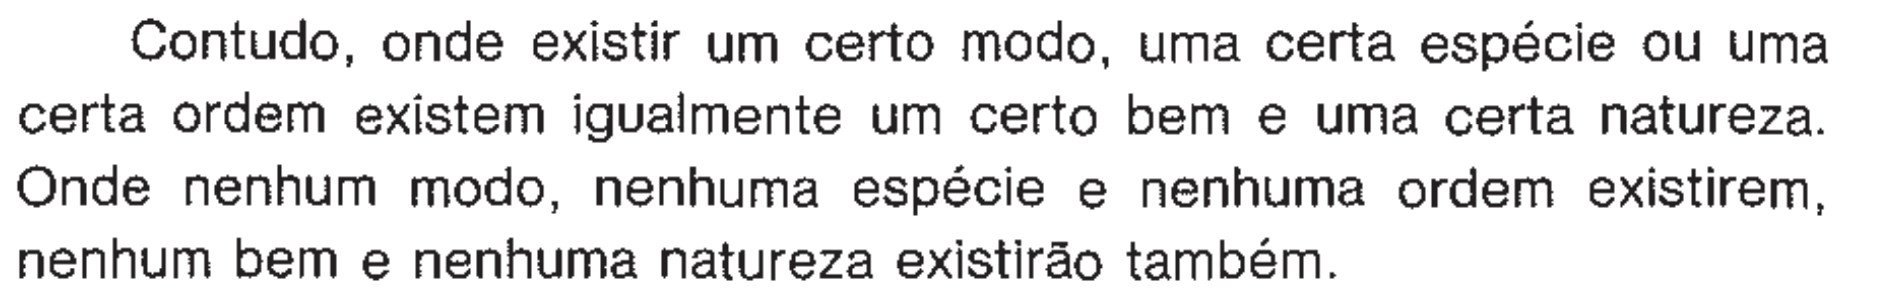 Contudo, onde existir um certo modo, uma certa espécie ou uma
certa ordem existem igualmente um certo bem e uma certa natureza.
Onde nenhum modo, nenhuma espécie e nenhuma ordem existirem,
nenhum bem e nenhuma natureza existirão também.